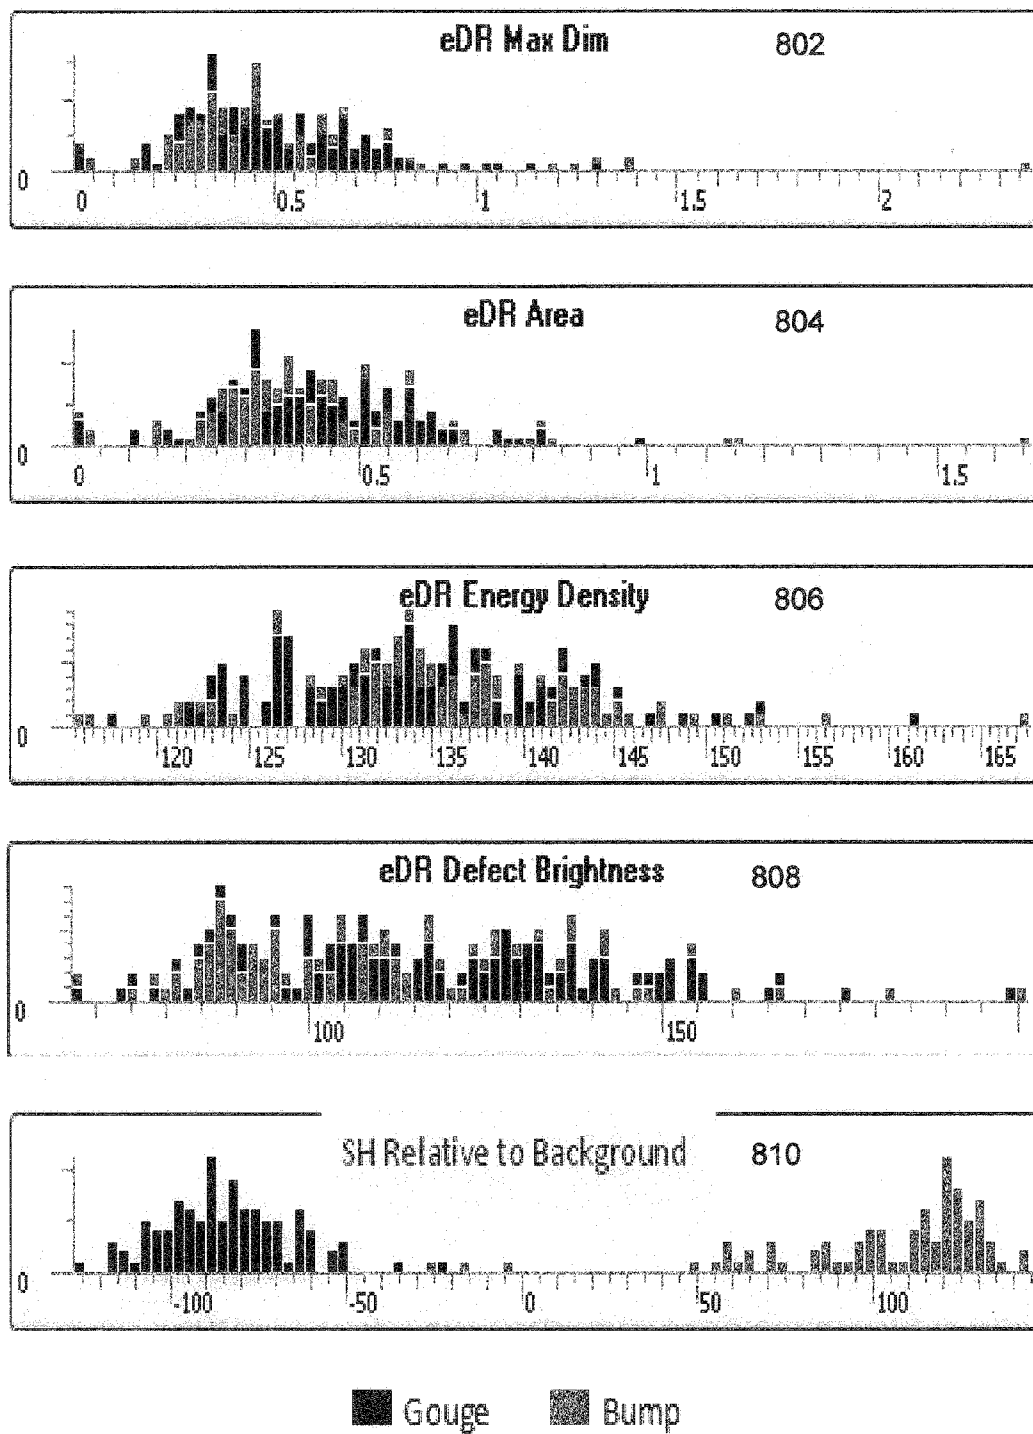 eDR Max Dim 802
0
0 0.5 1 1.5 2
eDR Area 804
0
0 0.5 1 1.5
eDR Energy Density 806
0
120 125 130 135 140 145 150 155 160 165
eDR Defect Brightness 808
0
100 150
SH Relative to Background 810
0
-100 -50 0 50 100
Gouge Bump